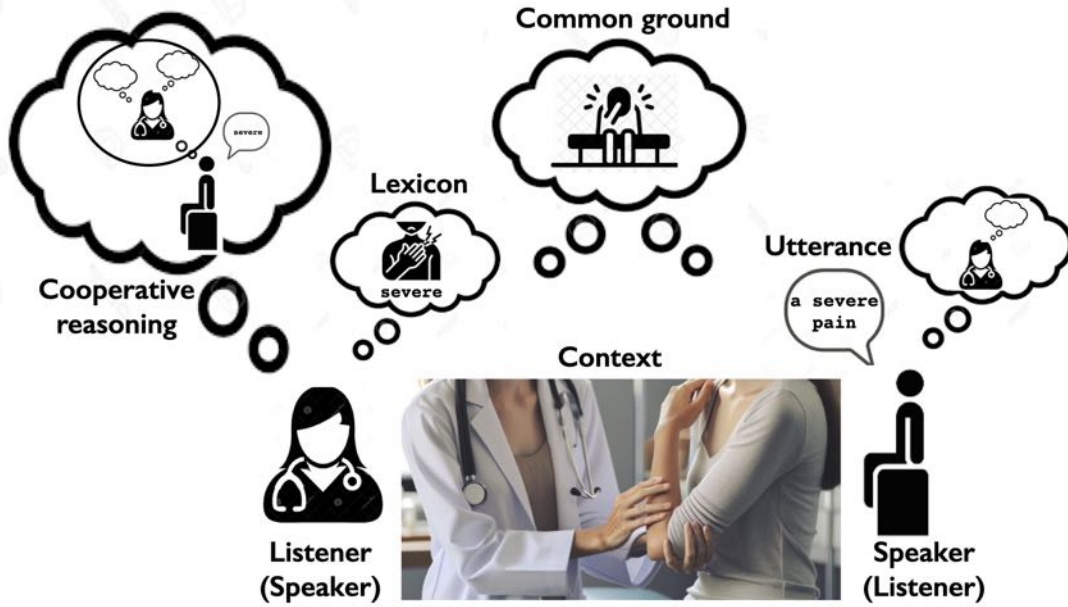 Common ground
severe
Lexicon
severe
Cooperative
reasoning
Utterance
a severe
pain
Context
Listener
(Speaker)
Speaker
(Listener)